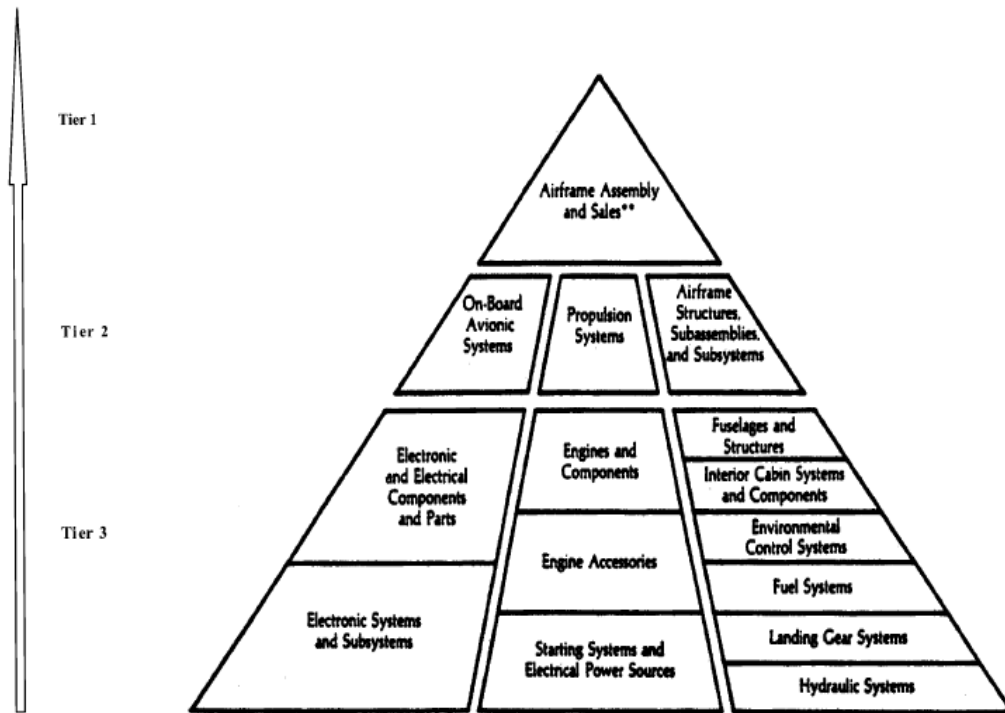 Tier 1
Airframe Assembly
and Sales**
Tier 2
On-Board
Avionic
Systems
Propulsion
Systems
Airframe
Structures,
Subassemblies,
and Subsystems
Tier 3
Electronic
and Electrical
Components
and Parts
Electronic Systems
and Subsystems
Engines and
Components
Engine Accessories
Starting Systems and
Electrical Power Sources
Fuselages and
Structures
Interior Cabin Systems
and Components
Environmental
Control Systems
Fuel Systems
Landing Gear Systems
Hydraulic Systems